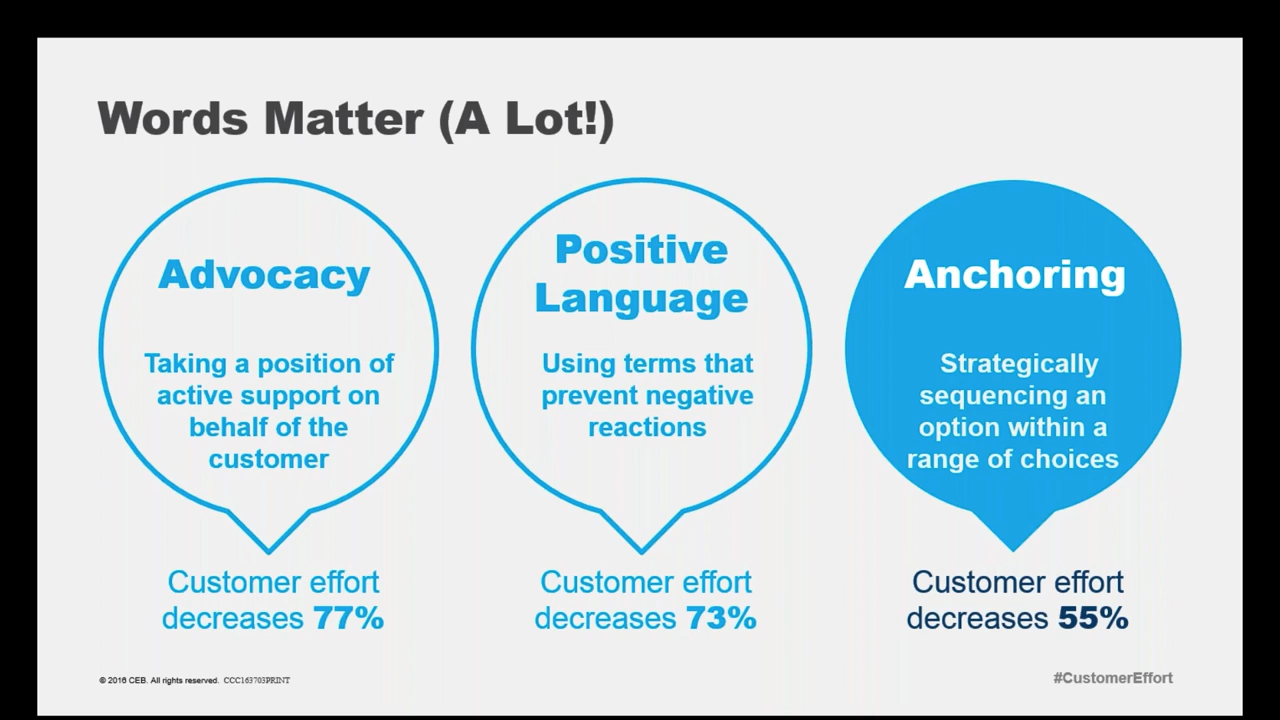 Words Matter (A Lot!)
Advocacy
Taking a position of
active support on
behalf of the
customer
Customer effort
decreases 77%
Positive
Language
Using terms that
prevent negative
reactions
Customer effort
decreases 73%
Anchoring
Strategically
sequencing an
option within a
range of choices
Customer effort
decreases 55%
© 2016 CEB. All rights reserved. CCC163703PRINT
#CustomerEffort